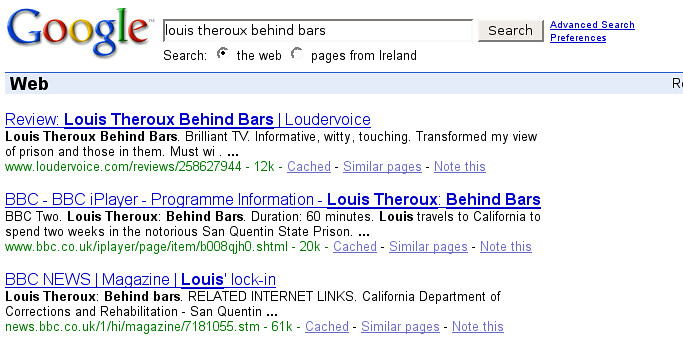 Google™
louis theroux behind bars
Search
Advanced Search
Preferences
Search: the web pages from Ireland
Web
Re
Review: Louis Theroux Behind Bars | Loudervoice
Louis Theroux Behind Bars. Brilliant TV. Informative, witty, touching. Transformed my view
of prison and those in them. Must wi . ...
www.loudervoice.com/reviews/258627944 - 12k - Cached - Similar pages - Note this
BBC - BBC iPlayer - Programme Information - Louis Theroux: Behind Bars
BBC Two. Louis Theroux: Behind Bars. Duration: 60 minutes. Louis travels to California to
spend two weeks in the notorious San Quentin State Prison. ...
www.bbc.co.uk/iplayer/page/item/b008qjh0.shtml - 20k - Cached - Similar pages - Note this
BBC NEWS | Magazine | Louis' lock-in
Louis Theroux: Behind bars. RELATED INTERNET LINKS. California Department of
Corrections and Rehabilitation - San Quentin ...
news.bbc.co.uk/1/hi/magazine/7181055.stm - 61k - Cached - Similar pages - Note this